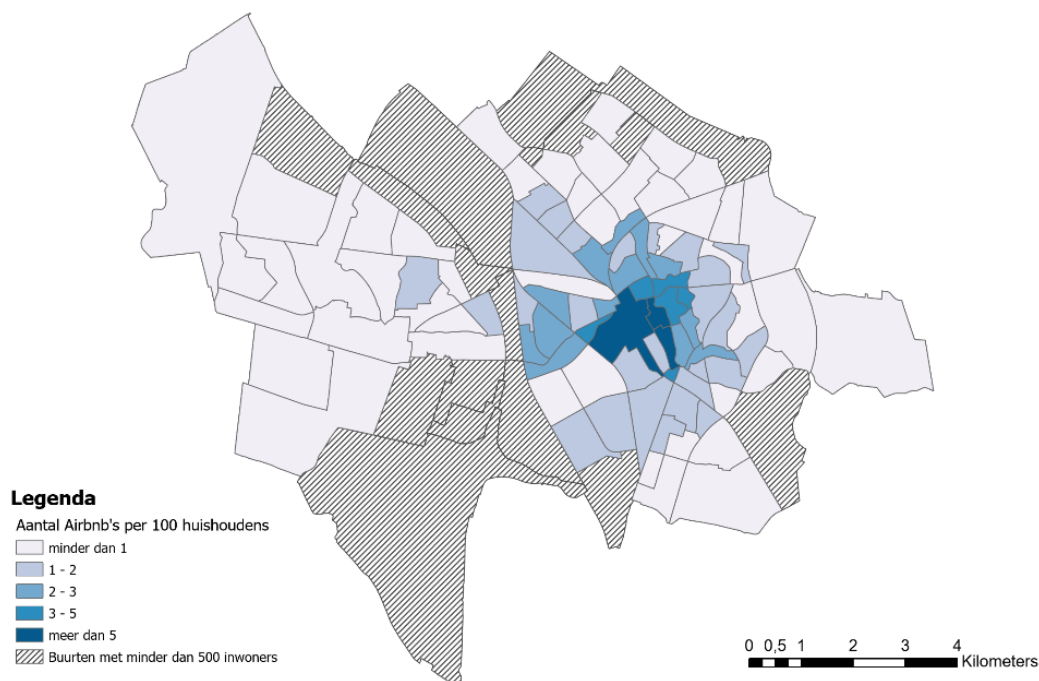 Legenda
Aantal Airbnb's per 100 huishoudens
minder dan 1
1 - 2
2 - 3
3 - 5
meer dan 5
Buurten met minder dan 500 inwoners
0 0,5 1 2 3 4
Kilometers